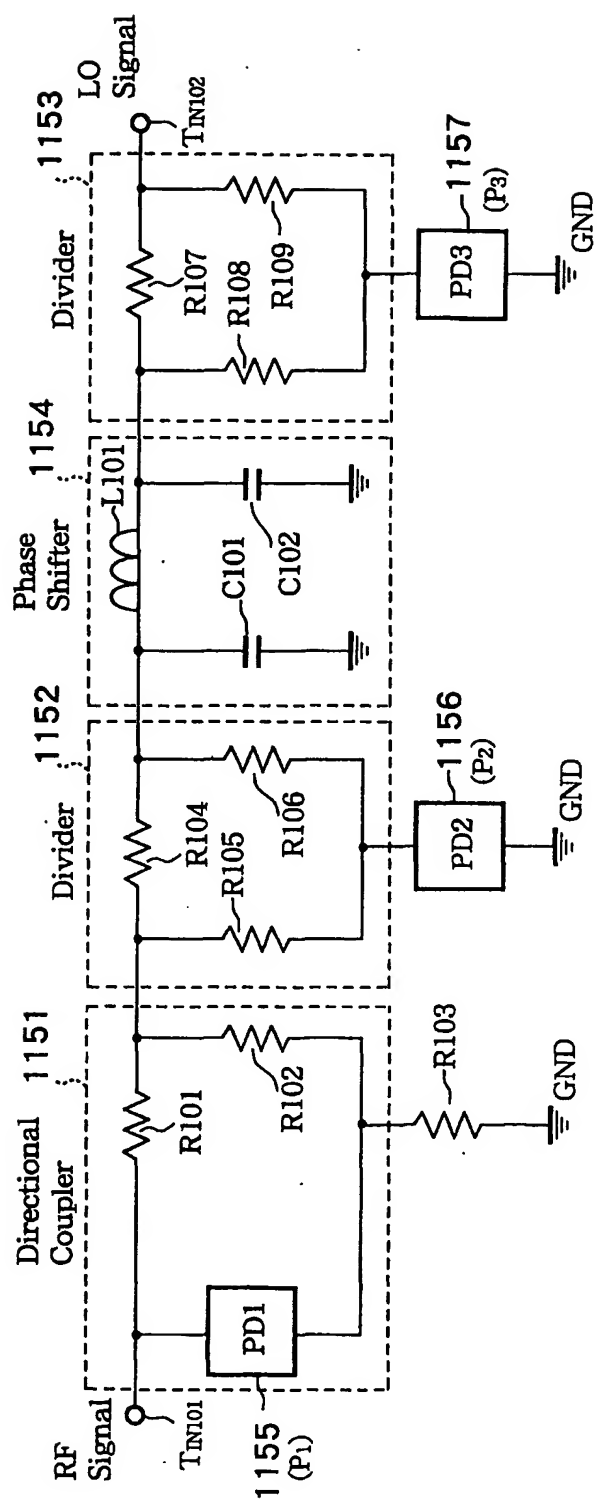 RF
Signal
TIN101
1155
(P1)
PD1
Directional
Coupler
1151
R101
R102
R103
GND
Divider
1152
R104
R105
R106
PD2
1156
(P2)
GND
Phase
Shifter
1154
L101
C101
C102
Divider
1153
R107
R108
R109
PD3
1157
(P3)
GND
LO
Signal
TIN102